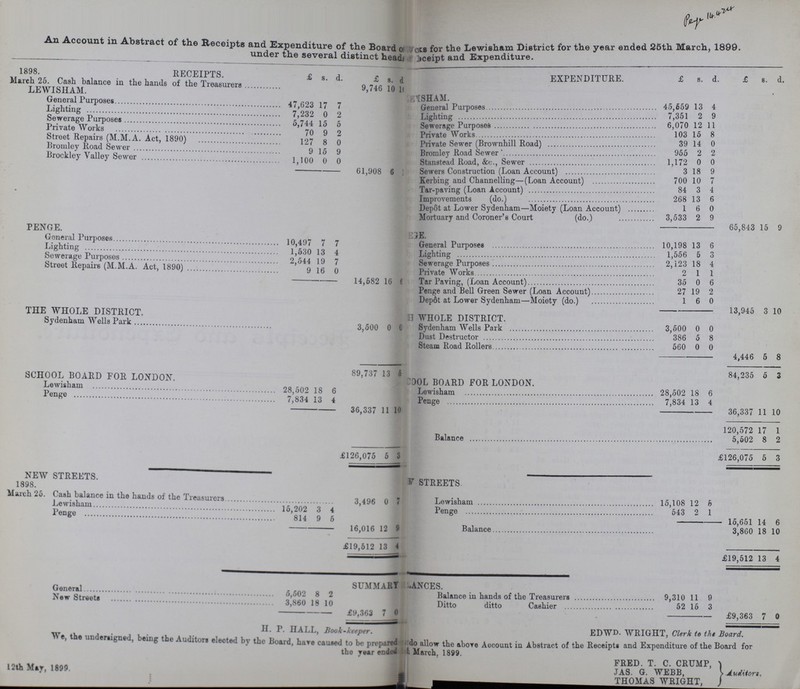 Page 14.
An Account in Abstract of the Receipts and Expenditure of the Board for the Lewisham District for the year ended 25th March, 1899.
under the several distinct heads Expenditure.
1898. RECEIPTS. £ s. d. £ s. d
March 25. Cash balance in the hands of the Treasurers 9,746 10
LEWISHAM.
General Purposes 47,623 17 7
Lighting 7,232 0 2
Sewerage Purposes 5,744 15 5
Private Works 70 9 2
Street Repairs (M.M.A. Act, 1890) 127 8 0
Bromley Road Sewer 9 15 9
Brockley Valley Sewer 1,100 0 0
61,908 6
PENGE.
General Purposes 10,497 7 7
Lighting 1,530 13 4
Sewerage Purposes 2,544 19 7
Street Repairs (M.M.A. Act, 1890) 9 16 0
14,582 16
THE WHOLE DISTRICT.
Sydenham Wells Park 3,500 0
89,737 13
SCHOOL BOARD FOR LONDON.
Lewisham 28,502 18 6
Penge 7,834 13 4
36,337 11 10
£126,075 5 3
NEW STREETS.
1898.
March 25. Cash balance in the hands of the Treasurers 3,496 0 7
Lewisham 15,202 3 4
Penge 814 9 5
16,016 12 9
£19,512 13 4
EXPENDITURE. £ s. d. £ s. d.
SHAM.
General Purposes 45,559 13 4
Lighting 7,351 2 9
Sewerage Purposes 6,070 12 11
Private Works 103 15 8
Private Sewer (Brownhill Road) 39 14 0
Bromley Road Sewer 955 2 2
Stanstead Road, &c., Sewer 1,172 0 0
Sewers Construction (Loan Account) 3 18 9
Kerbing and Channelling—(Loan Account) 700 10 7
Tar-paving (Loan Account) 84 3 4
Improvements (do.) 268 13 6
Depôt at Lower Sydenham—Moiety (Loan Account) 1 6 0
Mortuary and Coroner's Court (do.) 3,533 2 9
65,843 15 9
GE.
General Purposes 10,198 13 6
Lighting 1,556 5 3
Sewerage Purposes 2,123 18 4
Private Works 2 1 1
Tar Paving, (Loan Account) 35 0 6
Penge and Bell Green Sewer (Loan Account) 27 19 2
Depôt at Lower Sydenham—Moiety (do.) 1 6 0
13,945 3 10
WHOLE DISTRICT.
Sydenham Wells Park 3,500 0 0
Dust Destructor 386 5 8
Steam Road Rollers 560 0 0
4,446 5 8
84,235 5 3
OOL BOARD FOR LONDON.
Lewisham 28,502 18 6
Penge 7,834 13 4
36,337 11 10
120,572 17 1
Balance 5,502 8 2
£126,075 5 3
STREETS.
Lewisham 15,108 12 5
Penge 543 2 1
15,651 14 6
Balance 3,860 18 10
£19,512 13 4
SUMMARY ANCES.
General 5,502 8 2
New Streets 3,860 18 10
£9,363 7 0
Balance in hands of the Treasurers 9,310 11 9
Ditto ditto Cashier 52 15 3
£9,363 7 0
H. P. HALL, Book-keeper.
EDWD. WRIGHT, Clerk to the Board.
We, the undersigned, being the Auditors elected by the Board, have caused to be prepared do allow the above Account in Abstract of the Receipts and Expenditure of the Board for
the year ended March, 1899.
12th May, 1899.
FRED. T. C. CRUMP,
JAS. G. WEBB,
THOMAS WRIGHT,
Auditors.